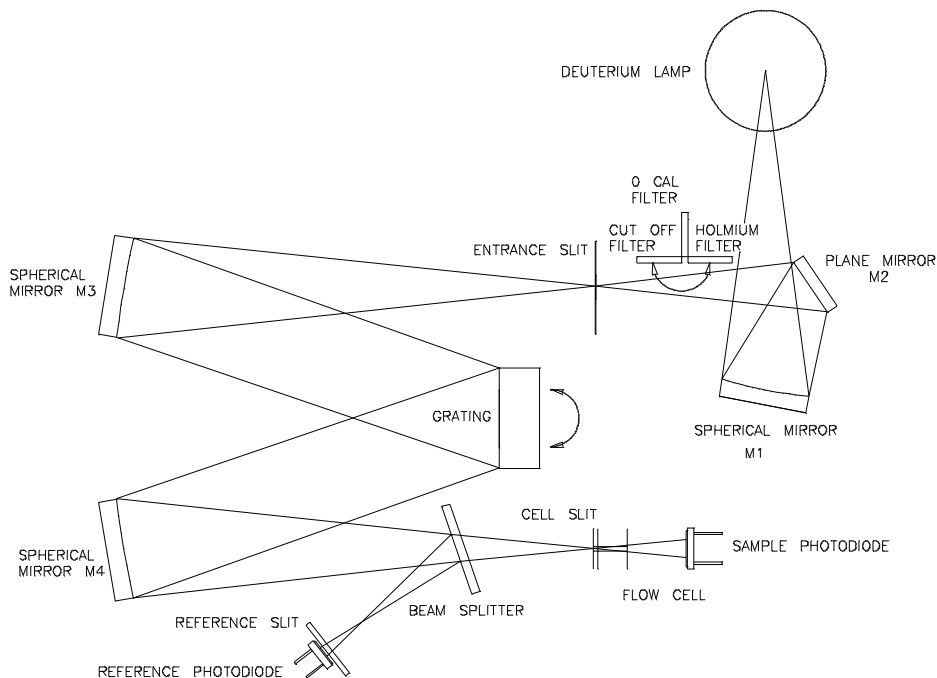 DEUTERIUM LAMP
0 CAL
FILTER
CUT OFF
FILTER
HOLMIUM
FILTER
ENTRANCE SLIT
PLANE MIRROR
M2
SPHERICAL
MIRROR M3
GRATING
SPHERICAL MIRROR
M1
CELL SLIT
SAMPLE PHOTODIODE
SPHERICAL
MIRROR M4
FLOW CELL
BEAM SPLITTER
REFERENCE SLIT
REFERENCE PHOTODIODE